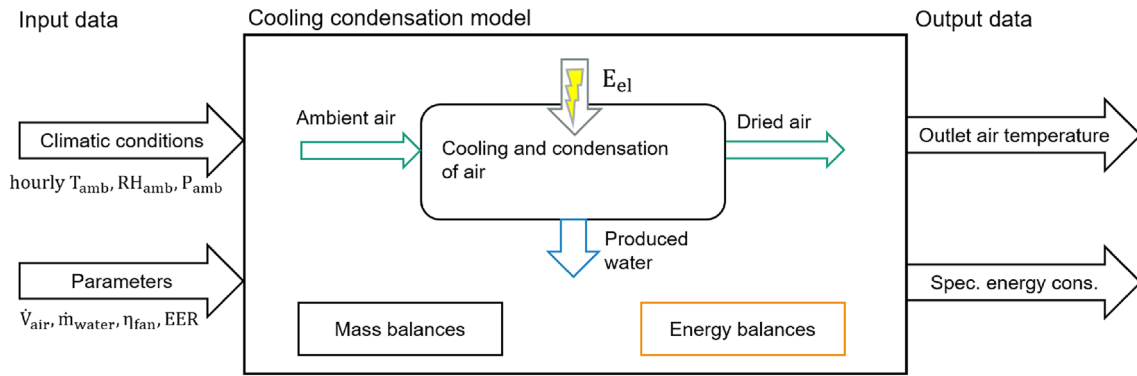 Input data
Cooling condensation model
Output data
E_el
Ambient air
Dried air
Climatic conditions
Cooling and condensation
of air
Outlet air temperature
hourly T_amb, RH_amb, P_amb
Produced
water
Parameters
Spec. energy cons.
V̇_air, ṁ_water, η_fan, EER
Mass balances
Energy balances